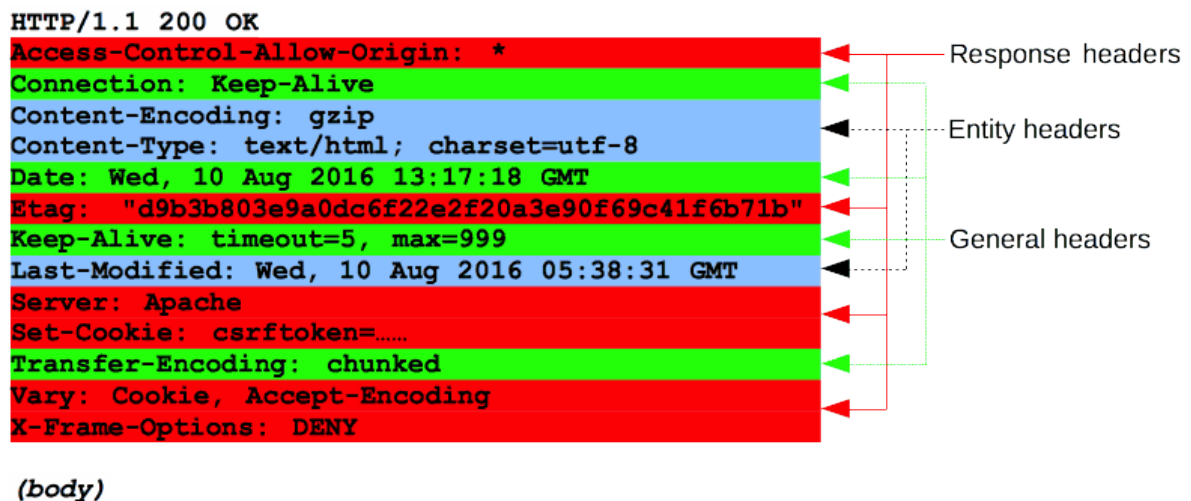 HTTP/1.1 200 OK
Access-Control-Allow-Origin: *
Connection: Keep-Alive
Content-Encoding: gzip
Content-Type: text/html; charset=utf-8
Date: Wed, 10 Aug 2016 13:17:18 GMT
Etag: "d9b3b803e9a0dc6f22e2f20a3e90f69c41f6b71b"
Keep-Alive: timeout=5, max=999
Last-Modified: Wed, 10 Aug 2016 05:38:31 GMT
Server: Apache
Set-Cookie: csrftoken=……
Transfer-Encoding: chunked
Vary: Cookie, Accept-Encoding
X-Frame-Options: DENY
(body)
Response headers
Entity headers
General headers